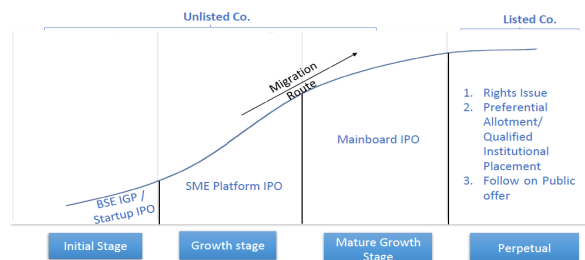 Unlisted Co.
Listed Co.
Migration
Route
1. Rights Issue
2. Preferential
Allotment/
Qualified
Institutional
Placement
3. Follow on Public
offer
Mainboard IPO
SME Platform IPO
BSE IGP /
Startup IPO
Initial Stage
Growth stage
Mature Growth
Stage
Perpetual